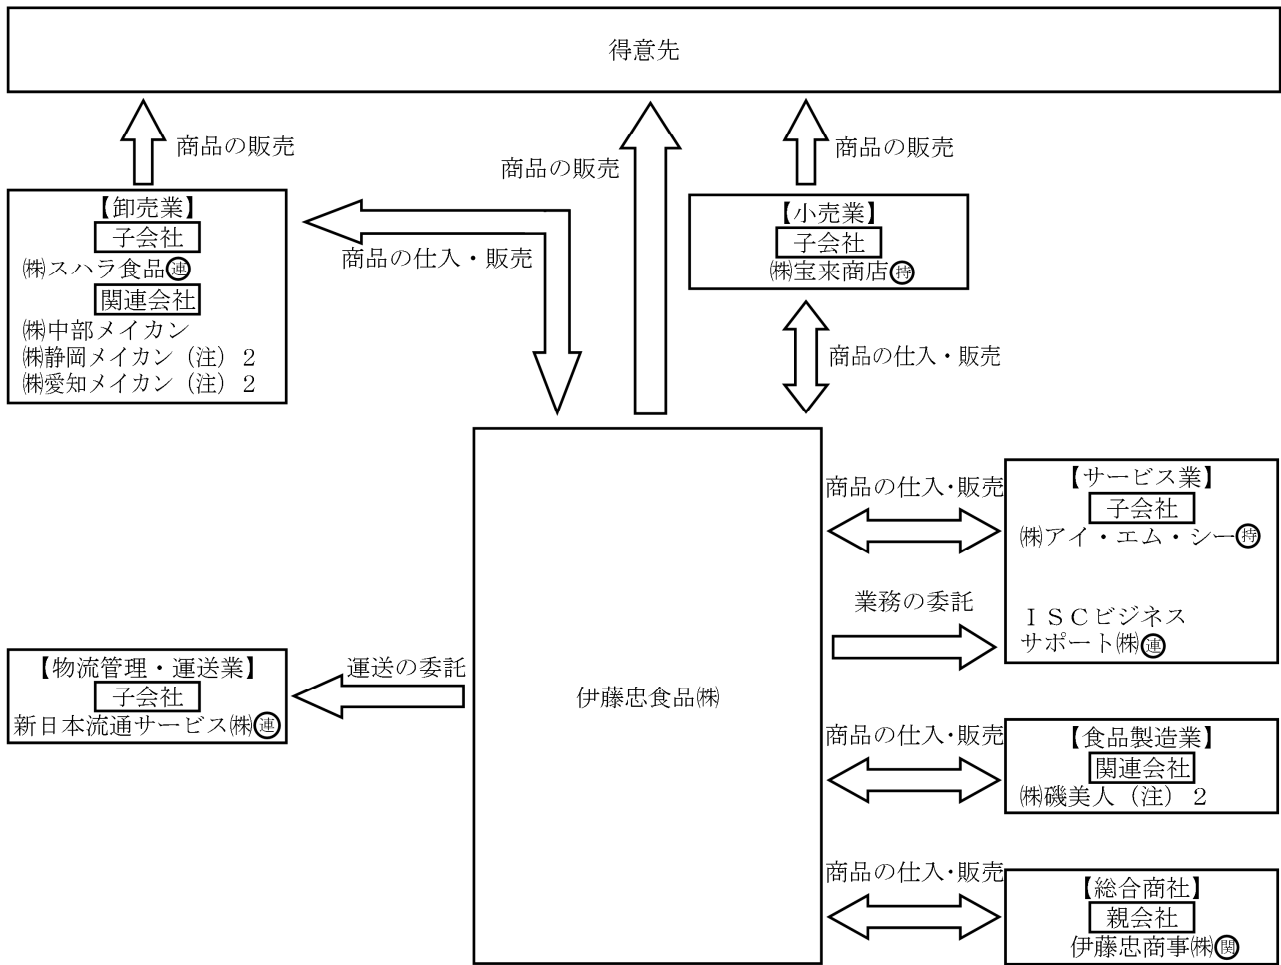 得意先
商品の販売
商品の販売
商品の販売
【卸売業】
子会社
㈱スハラ食品㊞連
関連会社
㈱中部メイカン
㈱静岡メイカン（注）２
㈱愛知メイカン（注）２
商品の仕入・販売
【小売業】
子会社
㈱宝来商店持
商品の仕入・販売
伊藤忠食品㈱
商品の仕入・販売
【サービス業】
子会社
㈱アイ・エム・シー持
業務の委託
ＩＳＣビジネス
サポート㈱連
【物流管理・運送業】
子会社
新日本流通サービス㈱連
運送の委託
商品の仕入・販売
【食品製造業】
関連会社
㈱磯美人（注）２
商品の仕入・販売
【総合商社】
親会社
伊藤忠商事㈱関